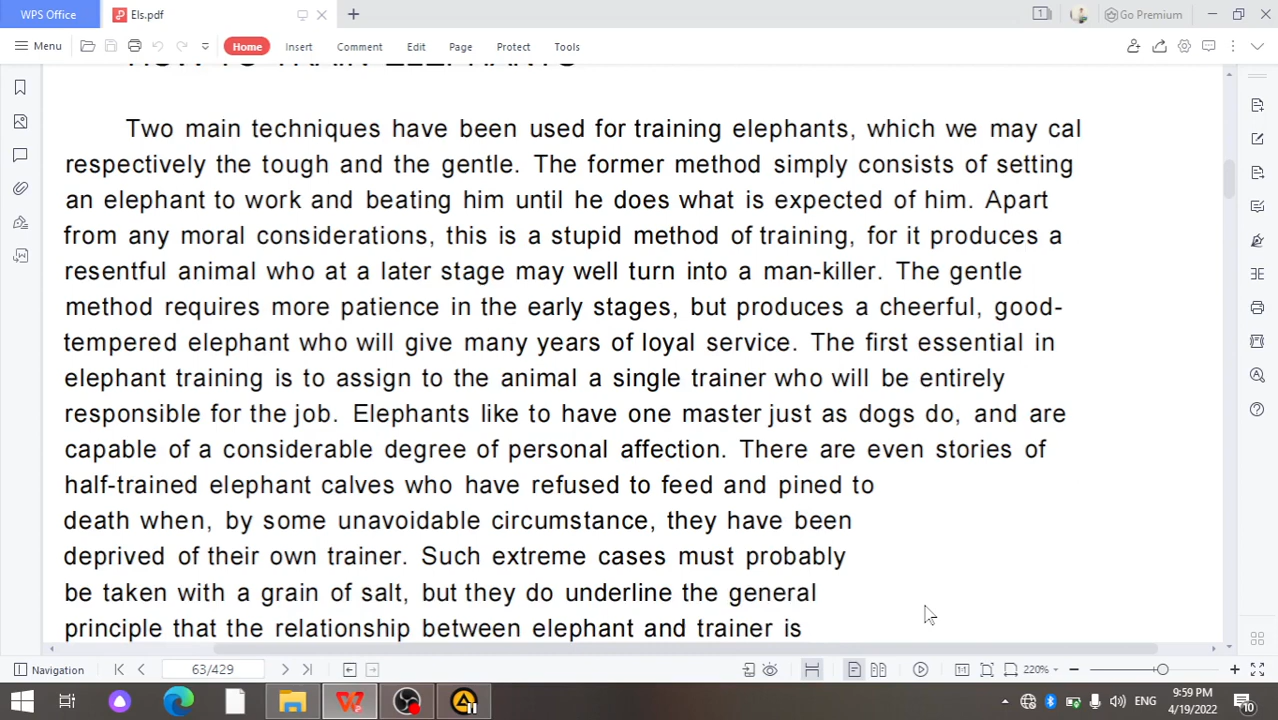 WPS Office
Els.pdf
Go Premium
Menu
Home
Insert
Comment
Edit
Page
Protect
Tools
HOW TO TRAIN ELEPHANTS
Two main techniques have been used for training elephants, which we may cal
respectively the tough and the gentle. The former method simply consists of setting
an elephant to work and beating him until he does what is expected of him. Apart
from any moral considerations, this is a stupid method of training, for it produces a
resentful animal who at a later stage may well turn into a man-killer. The gentle
method requires more patience in the early stages, but produces a cheerful, good-
tempered elephant who will give many years of loyal service. The first essential in
elephant training is to assign to the animal a single trainer who will be entirely
responsible for the job. Elephants like to have one master just as dogs do, and are
capable of a considerable degree of personal affection. There are even stories of
half-trained elephant calves who have refused to feed and pined to
death when, by some unavoidable circumstance, they have been
deprived of their own trainer. Such extreme cases must probably
be taken with a grain of salt, but they do underline the general
principle that the relationship between elephant and trainer is
Navigation
63/429
220%
ENG
9:59 PM
4/19/2022
10